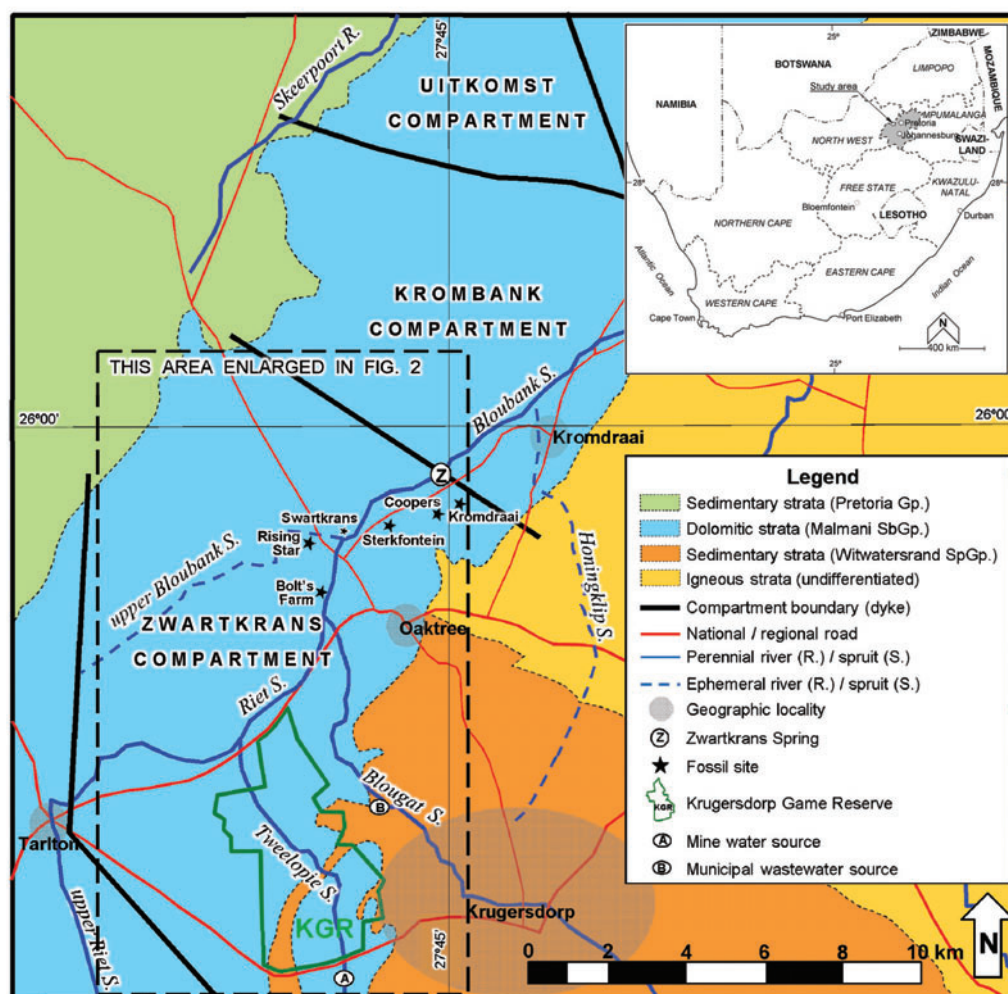 27°45'
Skeerpoort R.
UITKOMST
COMPARTMENT
KROMBANK
COMPARTMENT
THIS AREA ENLARGED IN FIG. 2
26°00'
26°00'
Bloubank S.
Kromdraai
Z
Coopers
Kromdraai
Swartkrans
Sterkfontein
Rising
Star
upper Bloubank S.
Bolt's
Farm
ZWARTKRANS
COMPARTMENT
Oaktree
Honingklip S.
Riet S.
Blougat S.
B
Tarlton
Tweelopie S.
upper Riet S.
KGR
Krugersdorp
27°45'
A
25°
ZIMBABWE
BOTSWANA
LIMPOPO
MOZAMBIQUE
Study area
NAMIBIA
MPUMALANGA
Pretoria
Johannesburg
NORTH WEST
SWAZI-
LAND
28°
28°
FREE STATE
KWAZULU-
NATAL
Bloemfontein
LESOTHO
Durban
NORTHERN CAPE
Atlantic Ocean
EASTERN CAPE
Indian Ocean
WESTERN CAPE
Cape Town
Port Elizabeth
N
400 km
25°
Legend
Sedimentary strata (Pretoria Gp.)
Dolomitic strata (Malmani SbGp.)
Sedimentary strata (Witwatersrand SpGp.)
Igneous strata (undifferentiated)
Compartment boundary (dyke)
National / regional road
Perennial river (R.) / spruit (S.)
Ephemeral river (R.) / spruit (S.)
Geographic locality
Z Zwartkrans Spring
Fossil site
KGR Krugersdorp Game Reserve
A Mine water source
B Municipal wastewater source
0 2 4 6 8 10 km
N